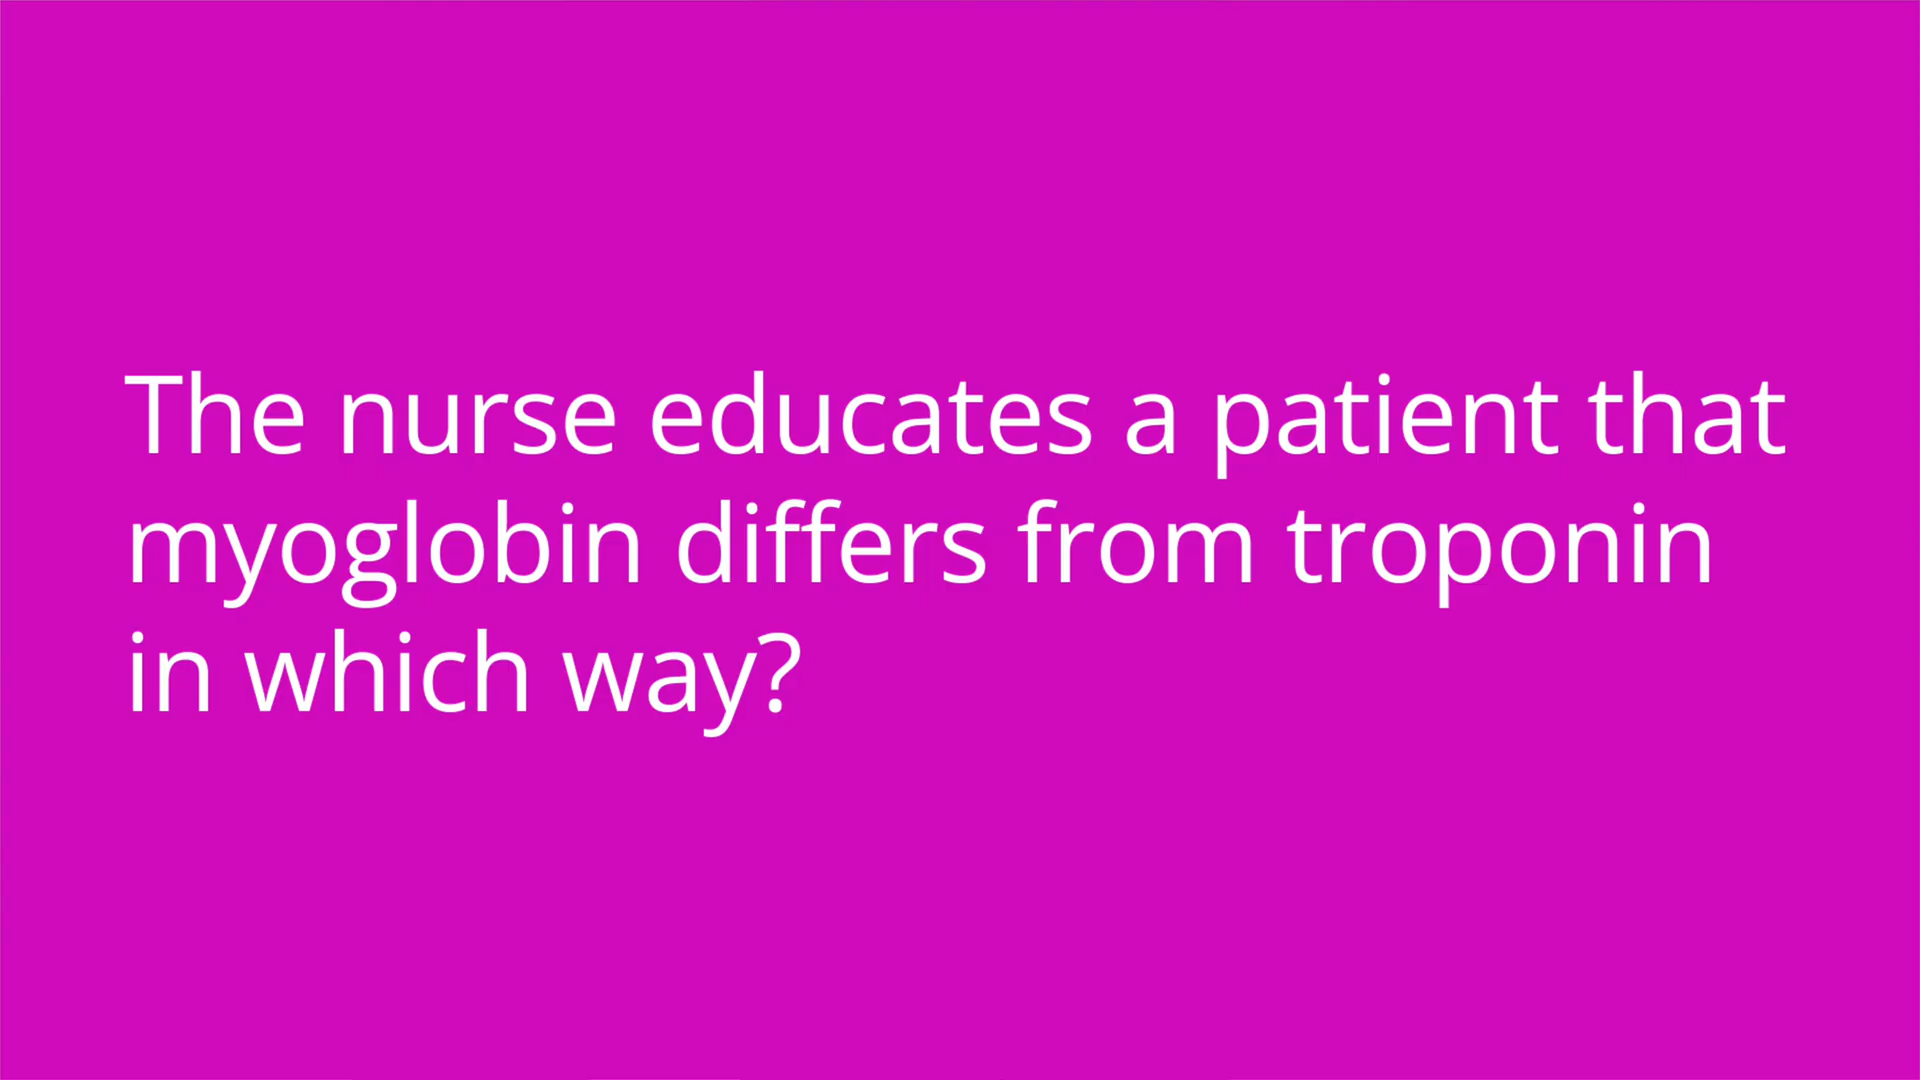 The nurse educates a patient that
myoglobin differs from troponin
in which way?